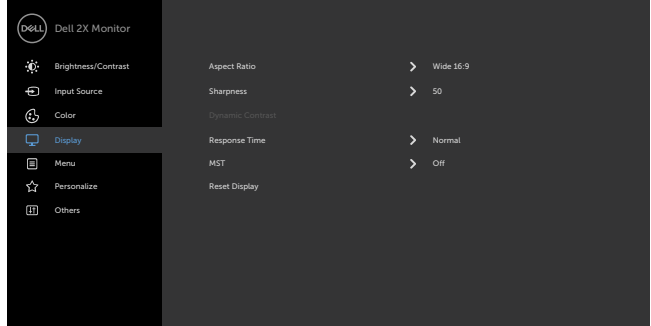 DELL Dell 2X Monitor
Brightness/Contrast
Input Source
Color
Display
Menu
Personalize
Others
Aspect Ratio Wide 16:9
Sharpness 50
Dynamic Contrast
Response Time Normal
MST Off
Reset Display